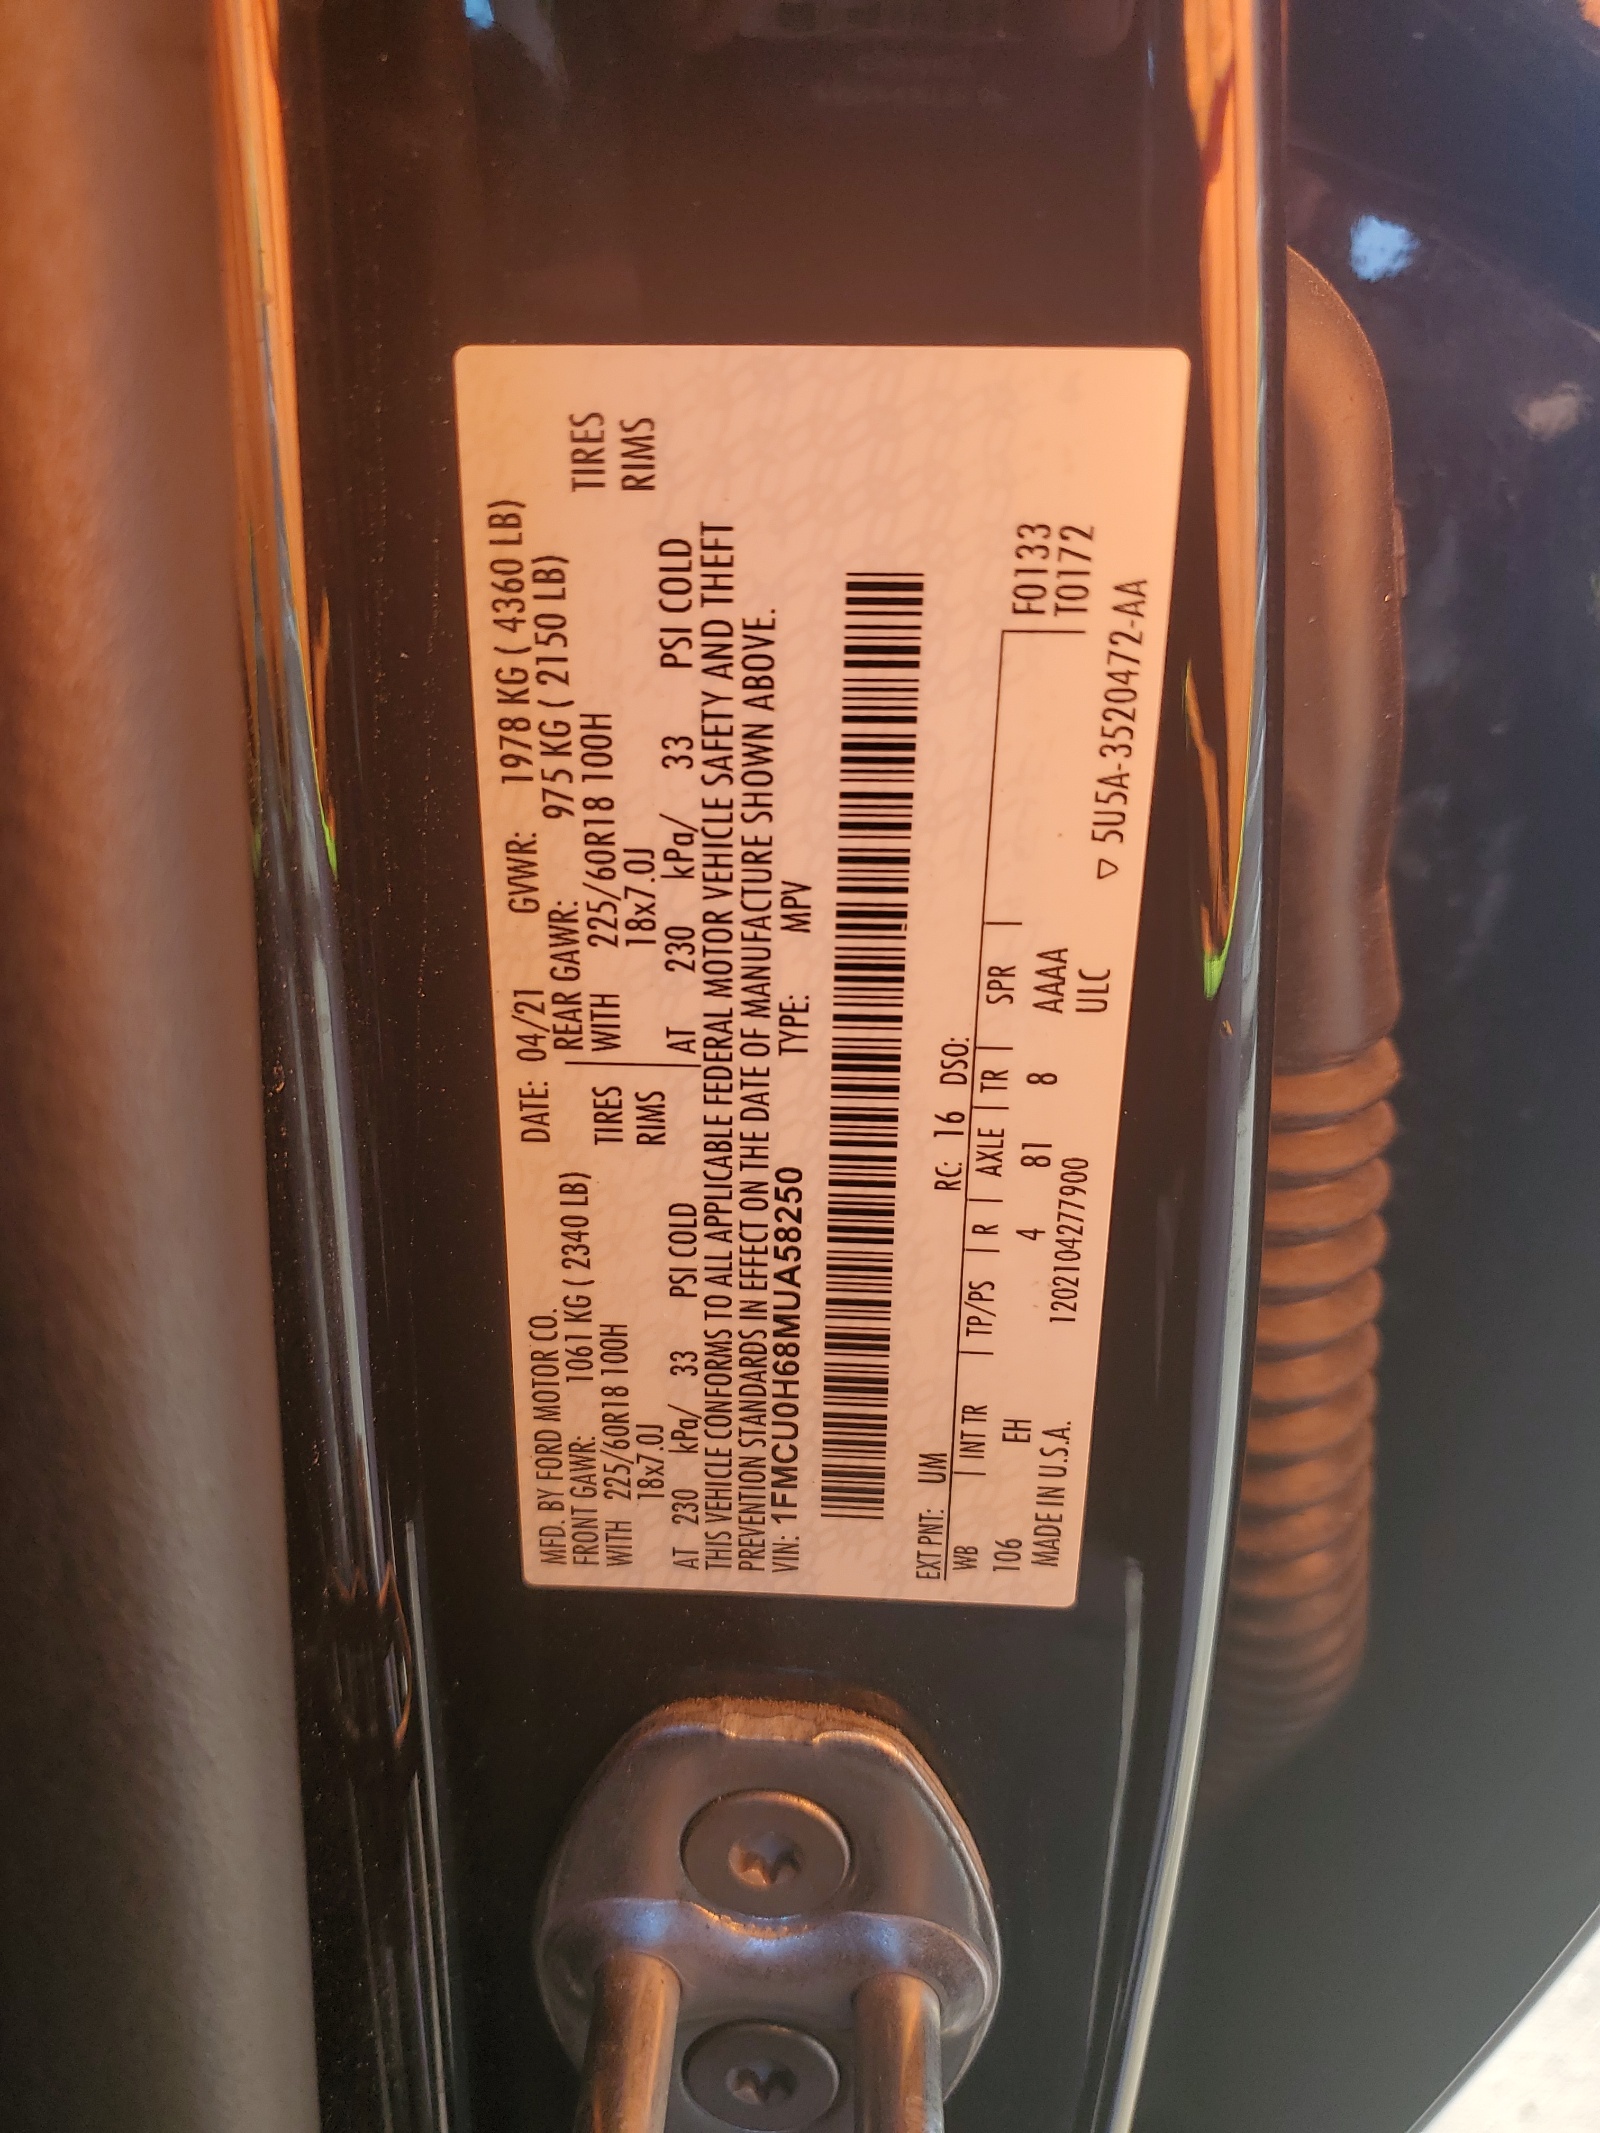 MFD. BY FORD MOTOR CO. DATE: 04/21 GVWR: 1978 KG ( 4360 LB)
FRONT GAWR: 1061 KG ( 2340 LB) REAR GAWR: 975 KG ( 2150 LB)
WITH 225/60R18 100H TIRES WITH 225/60R18 100H TIRES
18x7.0J RIMS 18x7.0J RIMS
AT 230 kPa/ 33 PSI COLD AT 230 kPa/ 33 PSI COLD
THIS VEHICLE CONFORMS TO ALL APPLICABLE FEDERAL MOTOR VEHICLE SAFETY AND THEFT
PREVENTION STANDARDS IN EFFECT ON THE DATE OF MANUFACTURE SHOWN ABOVE.
VIN: 1FMCU0H68MUA58250 TYPE: MPV
EXT PNT: UM RC: 16 DSO:
WB INT TR TP/PS R AXLE TR SPR F0133
106 EH 4 81 8 AAAA T0172
MADE IN U.S.A. 1202104277900 ULC
▽ 5U5A-3520472-AA